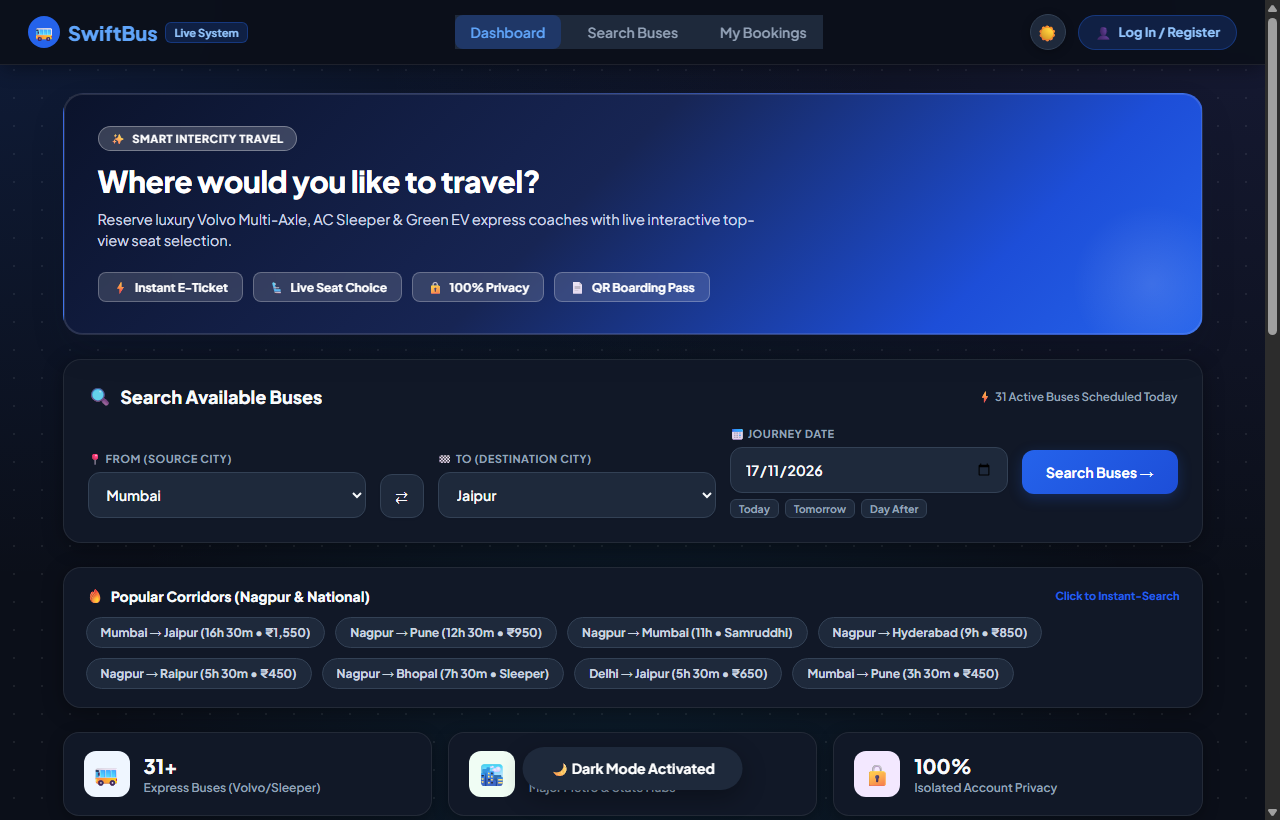 SwiftBus
Live System
Dashboard
Search Buses
My Bookings
Log In / Register
SMART INTERCITY TRAVEL
Where would you like to travel?
Reserve luxury Volvo Multi-Axle, AC Sleeper & Green EV express coaches with live interactive top-
view seat selection.
Instant E-Ticket
Live Seat Choice
100% Privacy
QR Boarding Pass
Search Available Buses
31 Active Buses Scheduled Today
FROM (SOURCE CITY)
Mumbai
⇄
TO (DESTINATION CITY)
Jaipur
JOURNEY DATE
17/11/2026
Today
Tomorrow
Day After
Search Buses →
Popular Corridors (Nagpur & National)
Click to Instant-Search
Mumbai → Jaipur (16h 30m • ₹1,550)
Nagpur → Pune (12h 30m • ₹950)
Nagpur → Mumbai (11h • Samruddhi)
Nagpur → Hyderabad (9h • ₹850)
Nagpur → Raipur (5h 30m • ₹450)
Nagpur → Bhopal (7h 30m • Sleeper)
Delhi → Jaipur (5h 30m • ₹650)
Mumbai → Pune (3h 30m • ₹450)
31+
Express Buses (Volvo/Sleeper)
Dark Mode Activated
Major Metro & State Hubs
100%
Isolated Account Privacy